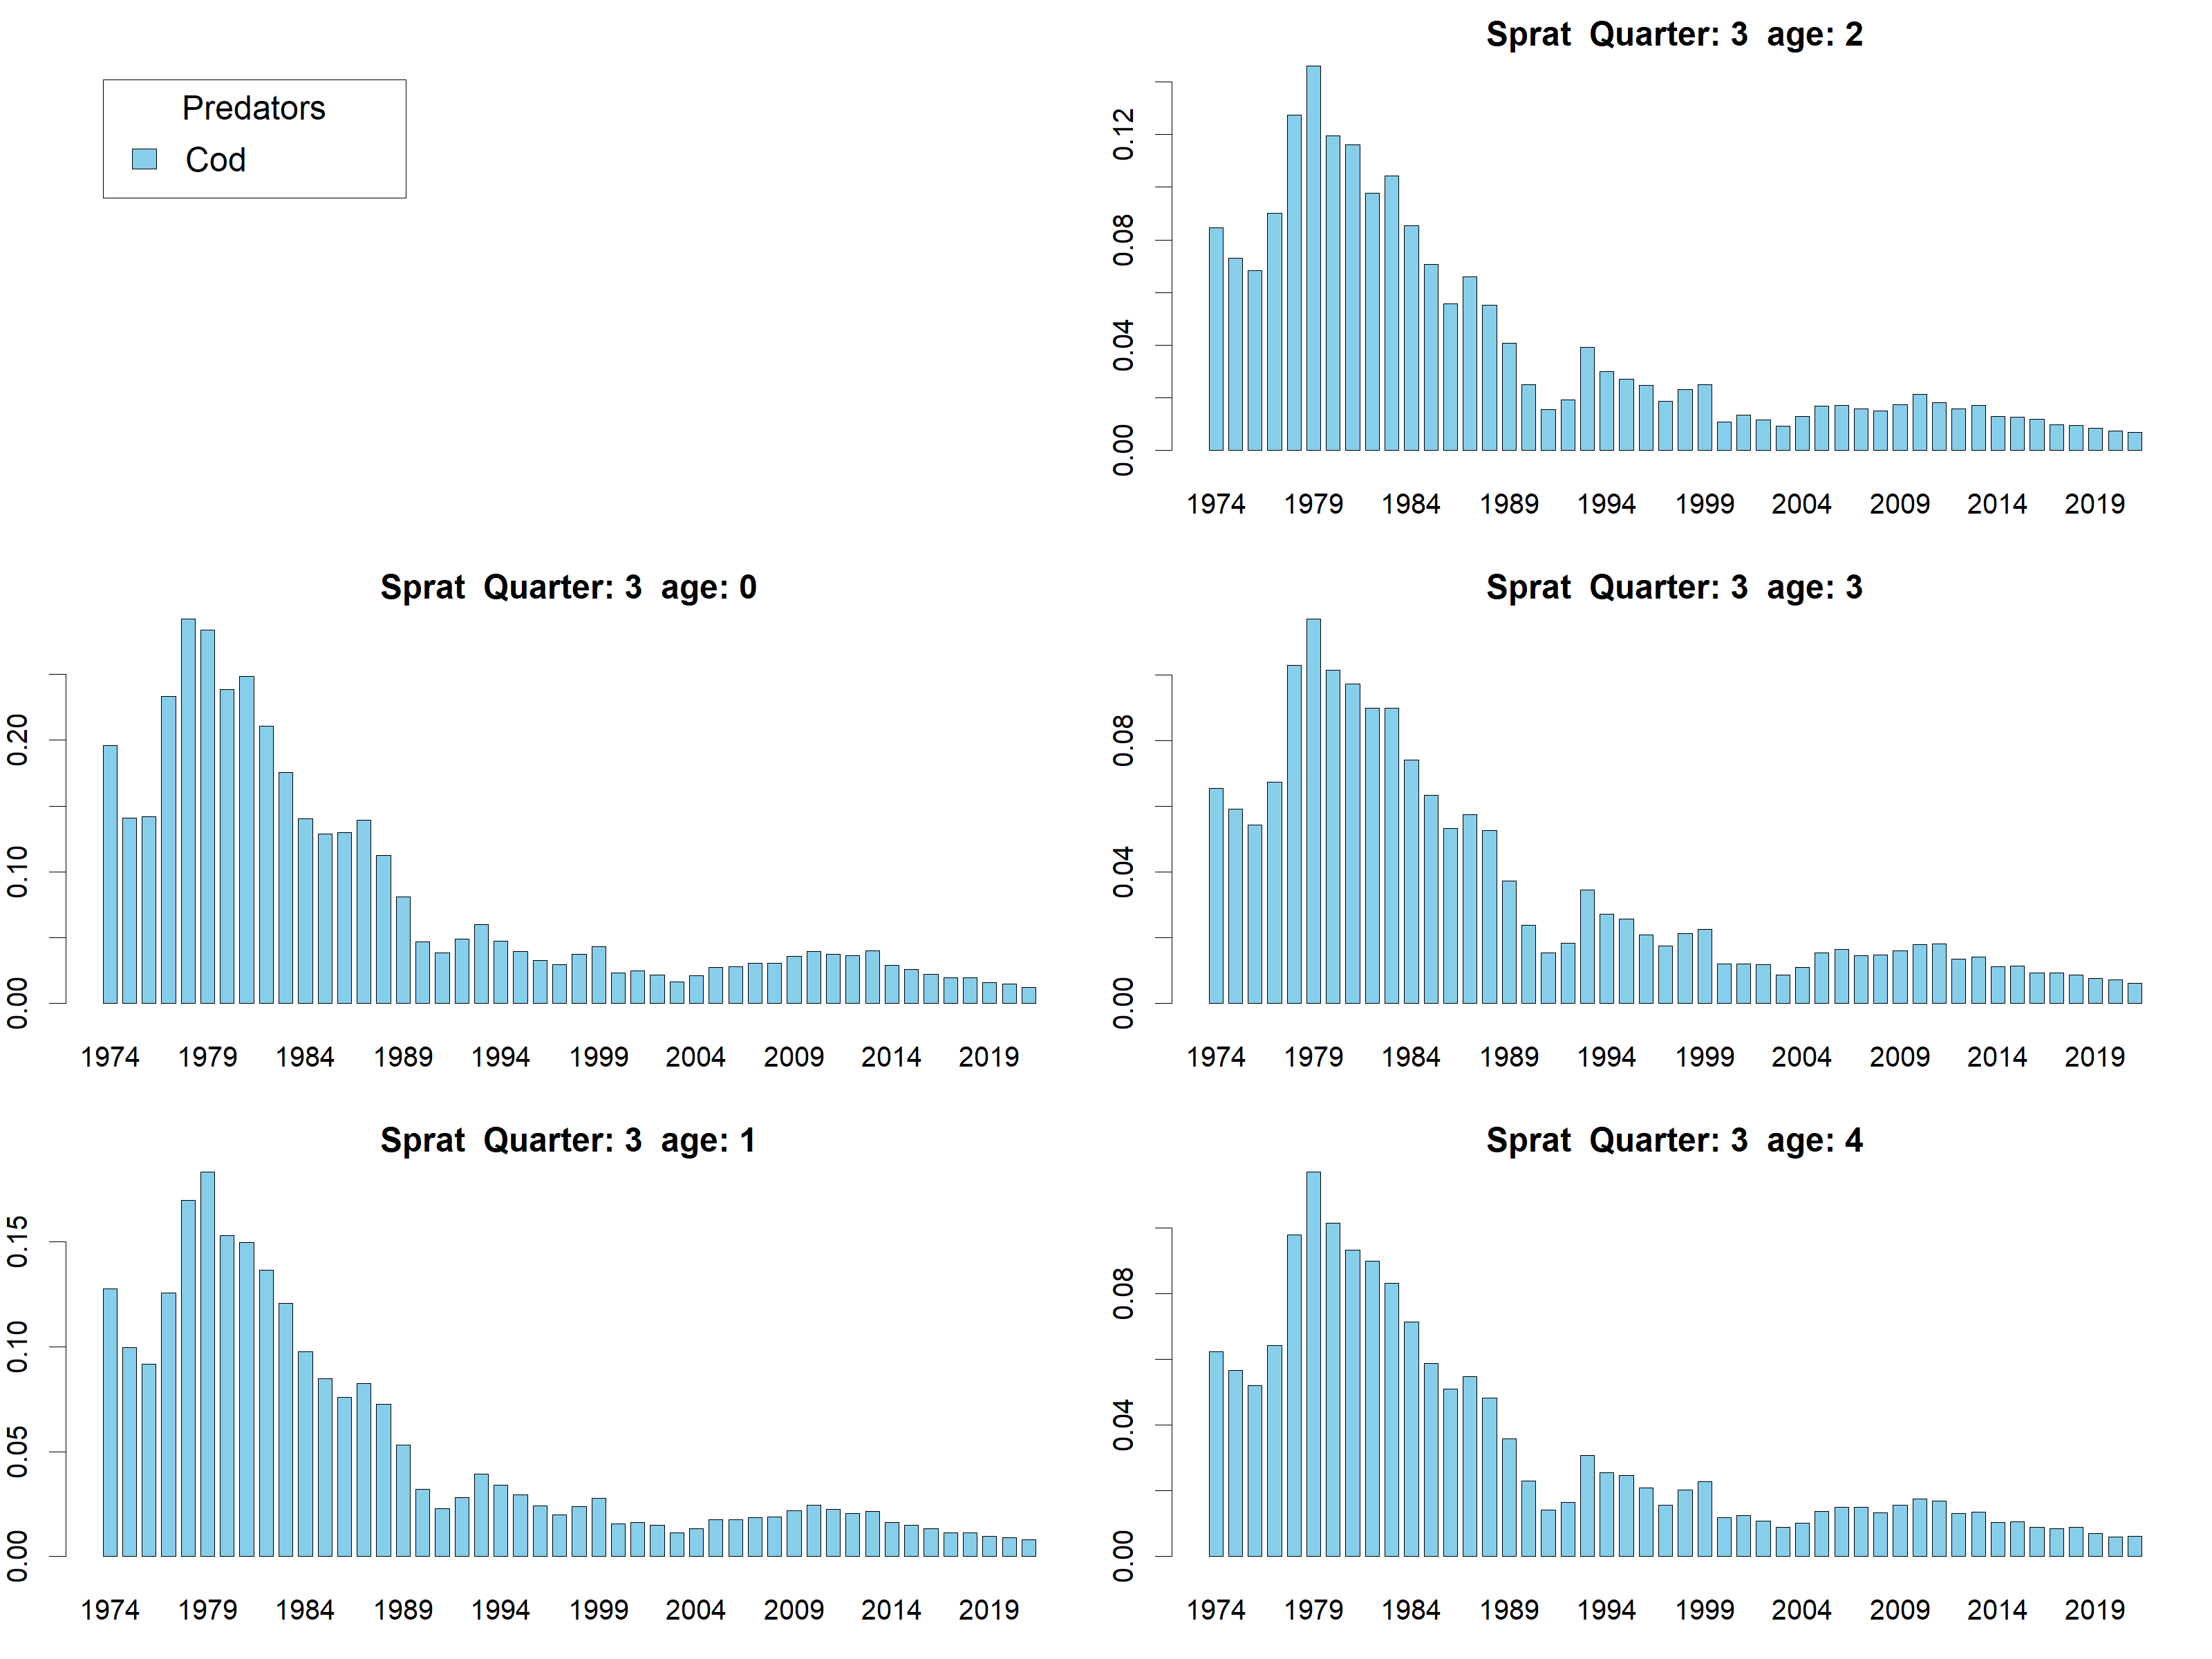 Predators
Cod
Sprat  Quarter: 3  age: 2
0.00 0.04 0.08 0.12
1974 1979 1984 1989 1994 1999 2004 2009 2014 2019
Sprat  Quarter: 3  age: 0
0.00 0.10 0.20
1974 1979 1984 1989 1994 1999 2004 2009 2014 2019
Sprat  Quarter: 3  age: 3
0.00 0.04 0.08
1974 1979 1984 1989 1994 1999 2004 2009 2014 2019
Sprat  Quarter: 3  age: 1
0.00 0.05 0.10 0.15
1974 1979 1984 1989 1994 1999 2004 2009 2014 2019
Sprat  Quarter: 3  age: 4
0.00 0.04 0.08
1974 1979 1984 1989 1994 1999 2004 2009 2014 2019